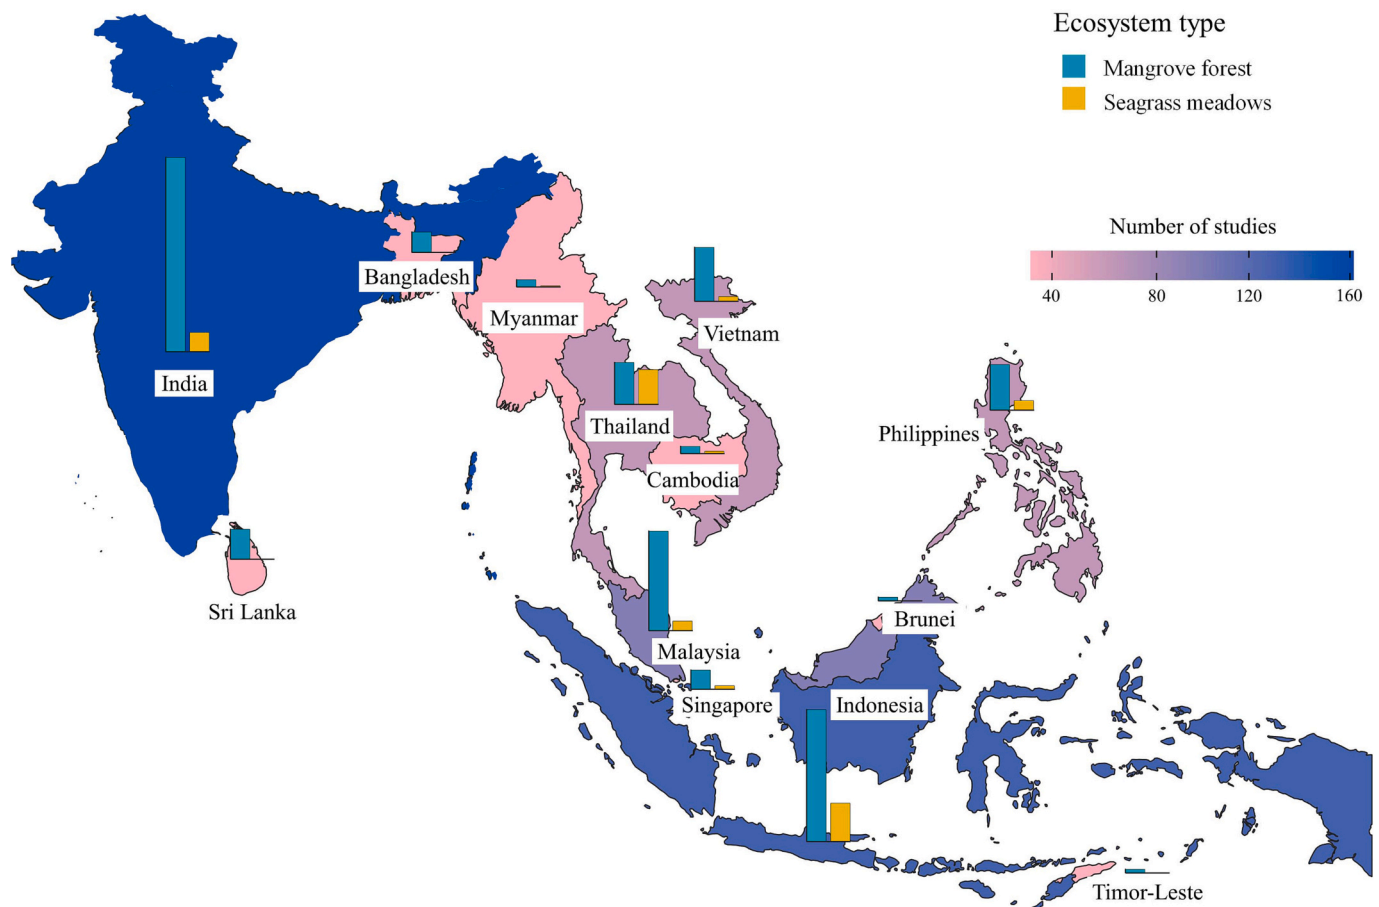 Ecosystem type
Mangrove forest
Seagrass meadows
Number of studies
40 80 120 160
Bangladesh
Myanmar
Vietnam
India
Thailand
Philippines
Cambodia
Sri Lanka
Brunei
Malaysia
Singapore
Indonesia
Timor-Leste